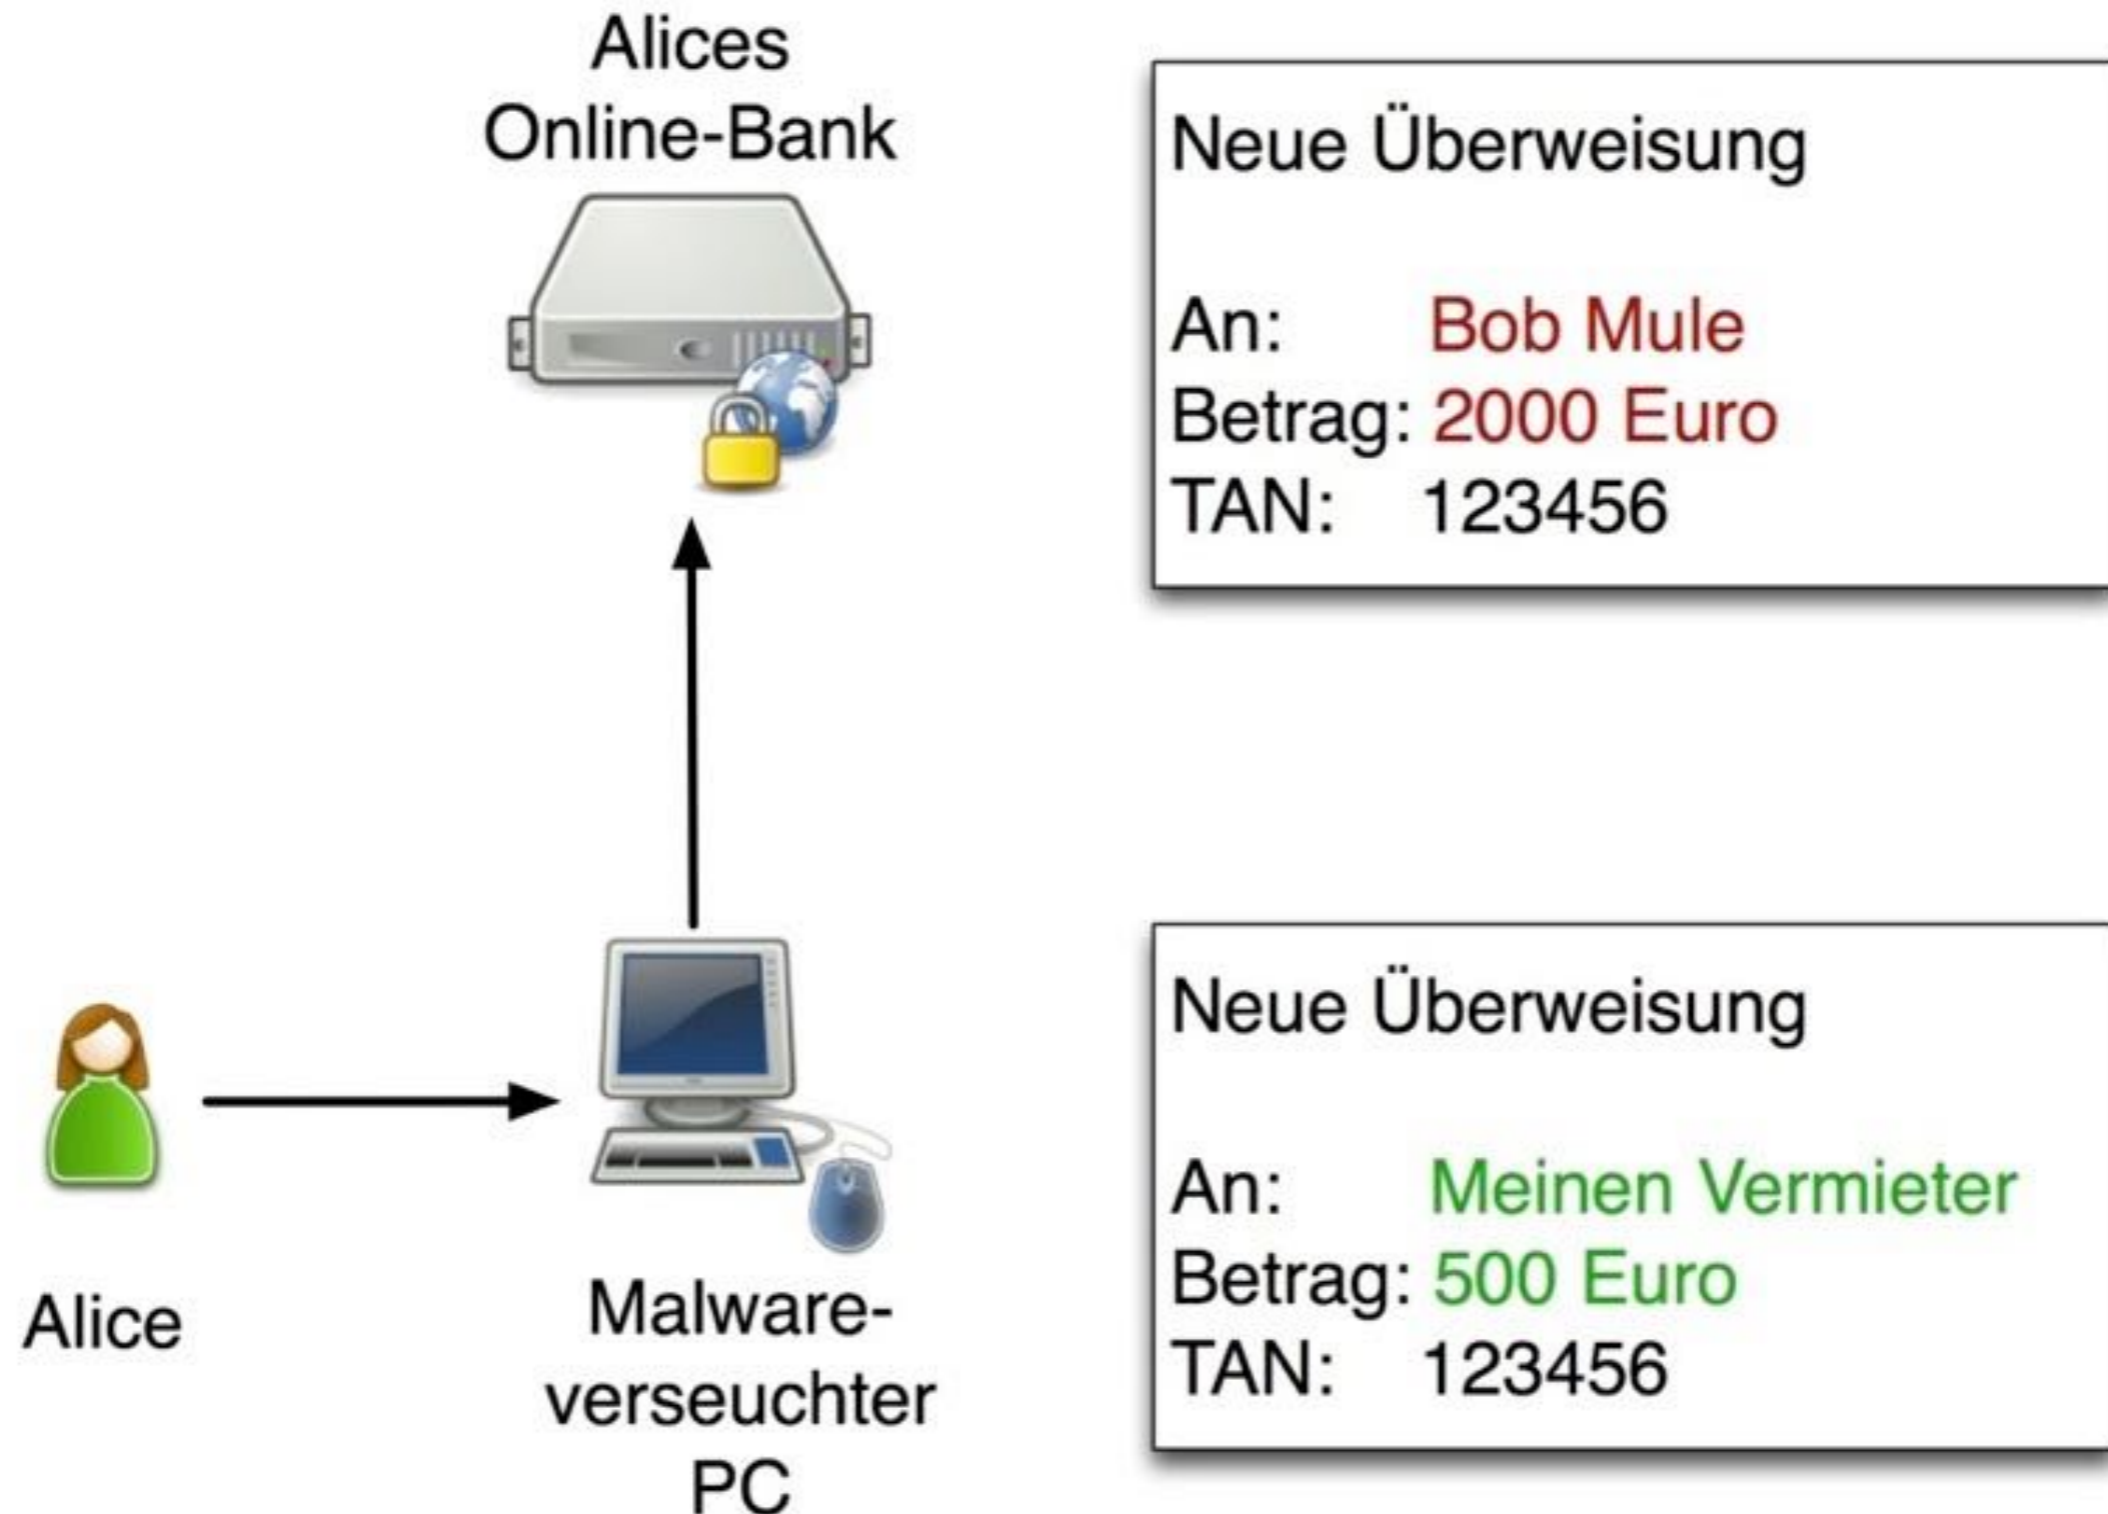 Alices
Online-Bank
Neue Überweisung
An: Bob Mule
Betrag: 2000 Euro
TAN: 123456
Alice
Malware-
verseuchter
PC
Neue Überweisung
An: Meinen Vermieter
Betrag: 500 Euro
TAN: 123456